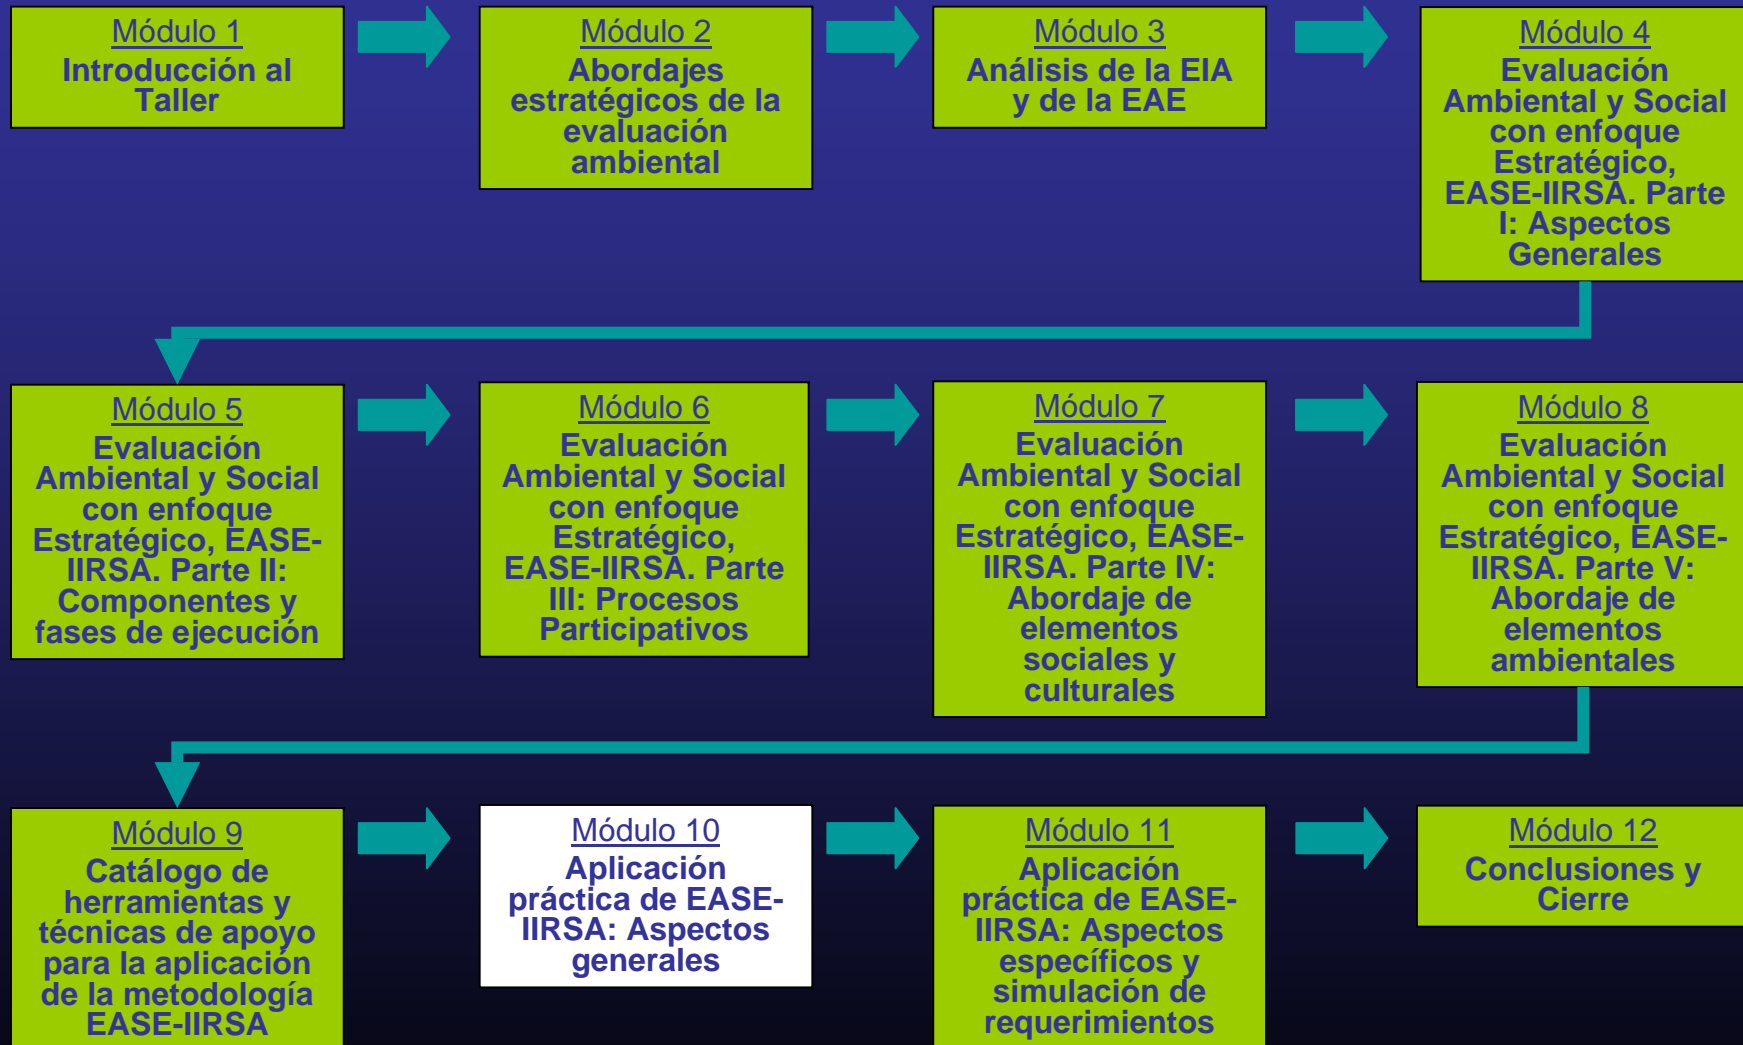 Módulo 1
Introducción al
Taller
Módulo 2
Abordajes
estratégicos de la
evaluación
ambiental
Módulo 3
Análisis de la EIA
y de la EAE
Módulo 4
Evaluación
Ambiental y Social
con enfoque
Estratégico,
EASE-IIRSA. Parte
I: Aspectos
Generales
Módulo 5
Evaluación
Ambiental y Social
con enfoque
Estratégico, EASE-
IIRSA. Parte II:
Componentes y
fases de ejecución
Módulo 6
Evaluación
Ambiental y Social
con enfoque
Estratégico,
EASE-IIRSA. Parte
III: Procesos
Participativos
Módulo 7
Evaluación
Ambiental y Social
con enfoque
Estratégico, EASE-
IIRSA. Parte IV:
Abordaje de
elementos
sociales y
culturales
Módulo 8
Evaluación
Ambiental y Social
con enfoque
Estratégico, EASE-
IIRSA. Parte V:
Abordaje de
elementos
ambientales
Módulo 9
Catálogo de
herramientas y
técnicas de apoyo
para la aplicación
de la metodología
EASE-IIRSA
Módulo 10
Aplicación
práctica de EASE-
IIRSA: Aspectos
generales
Módulo 11
Aplicación
práctica de EASE-
IIRSA: Aspectos
específicos y
simulación de
requerimientos
Módulo 12
Conclusiones y
Cierre